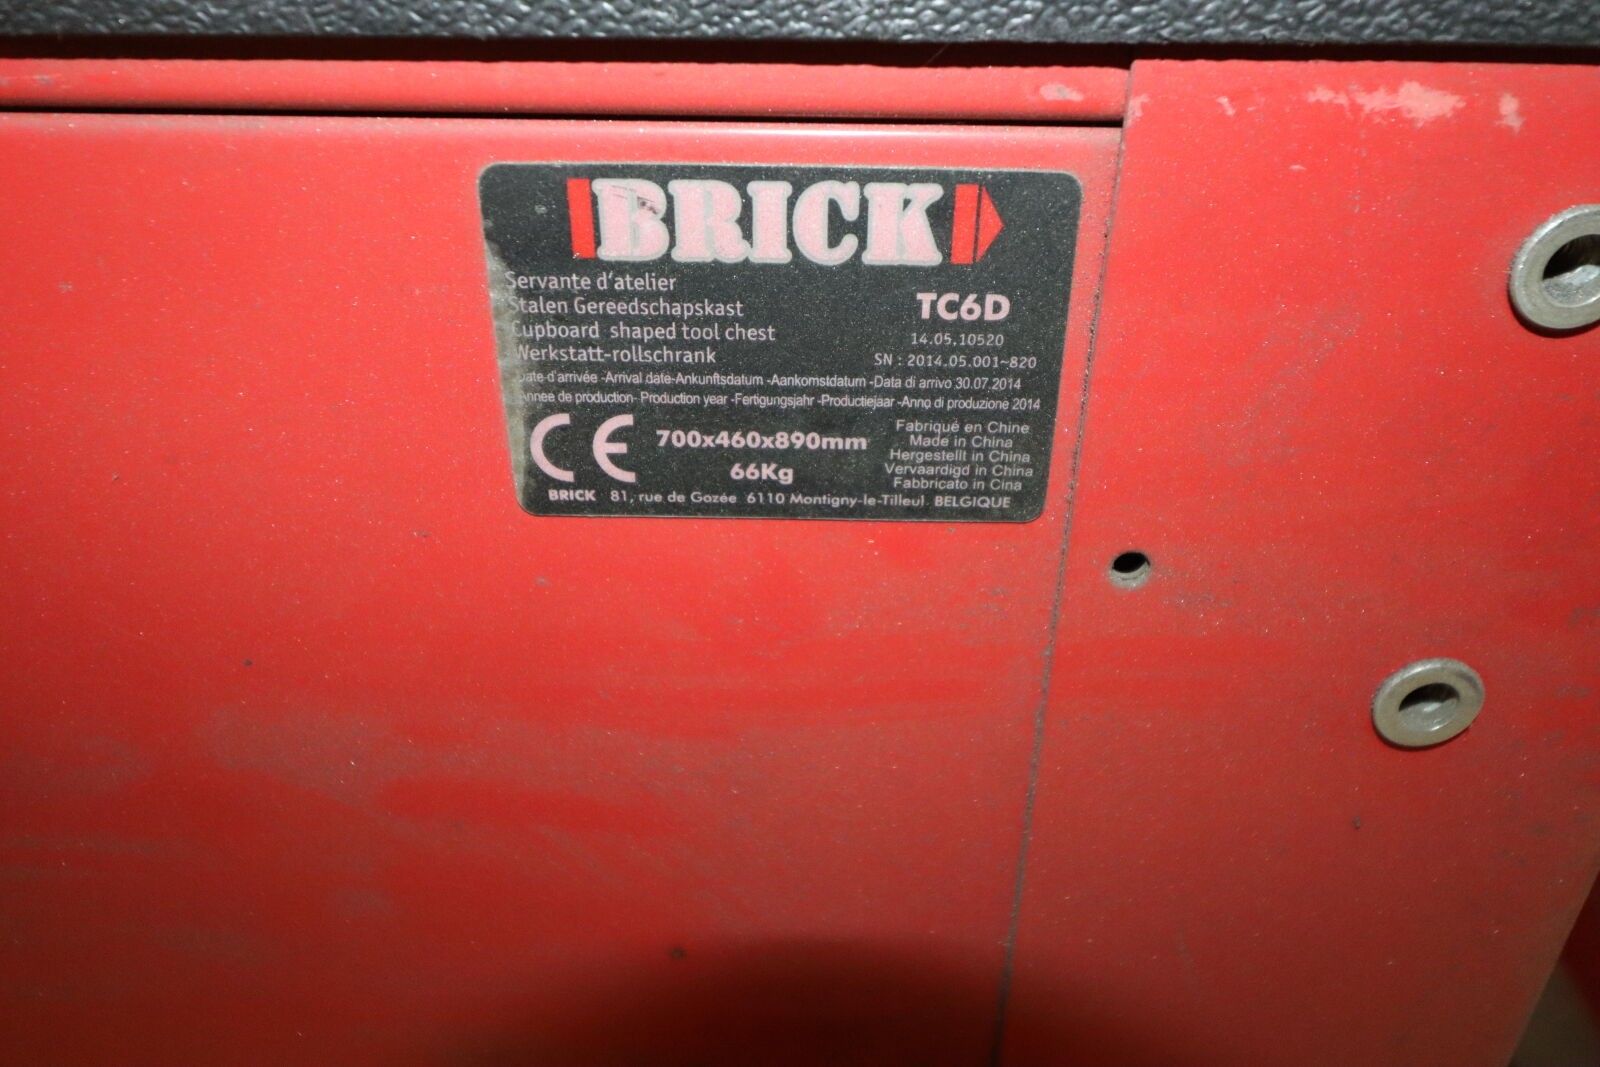 BRICK
Servante d'atelier
Stalen Gereedschapskast
Cupboard shaped tool chest
Werkstatt-rollschrank
TC6D
14.05.10520
SN : 2014.05.001~820
Date d'arrivée -Arrival date-Ankunftsdatum -Aankomstdatum -Data di arrivo 30.07.2014
Annee de production- Production year -Fertigungsjahr -Productiejaar -Anno di produzione 2014
CE
700x460x890mm
66Kg
Fabriqué en Chine
Made in China
Hergestellt in China
Vervaardigd in China
Fabbricato in Cina
BRICK 81, rue de Gozée 6110 Montigny-le-Tilleul. BELGIQUE